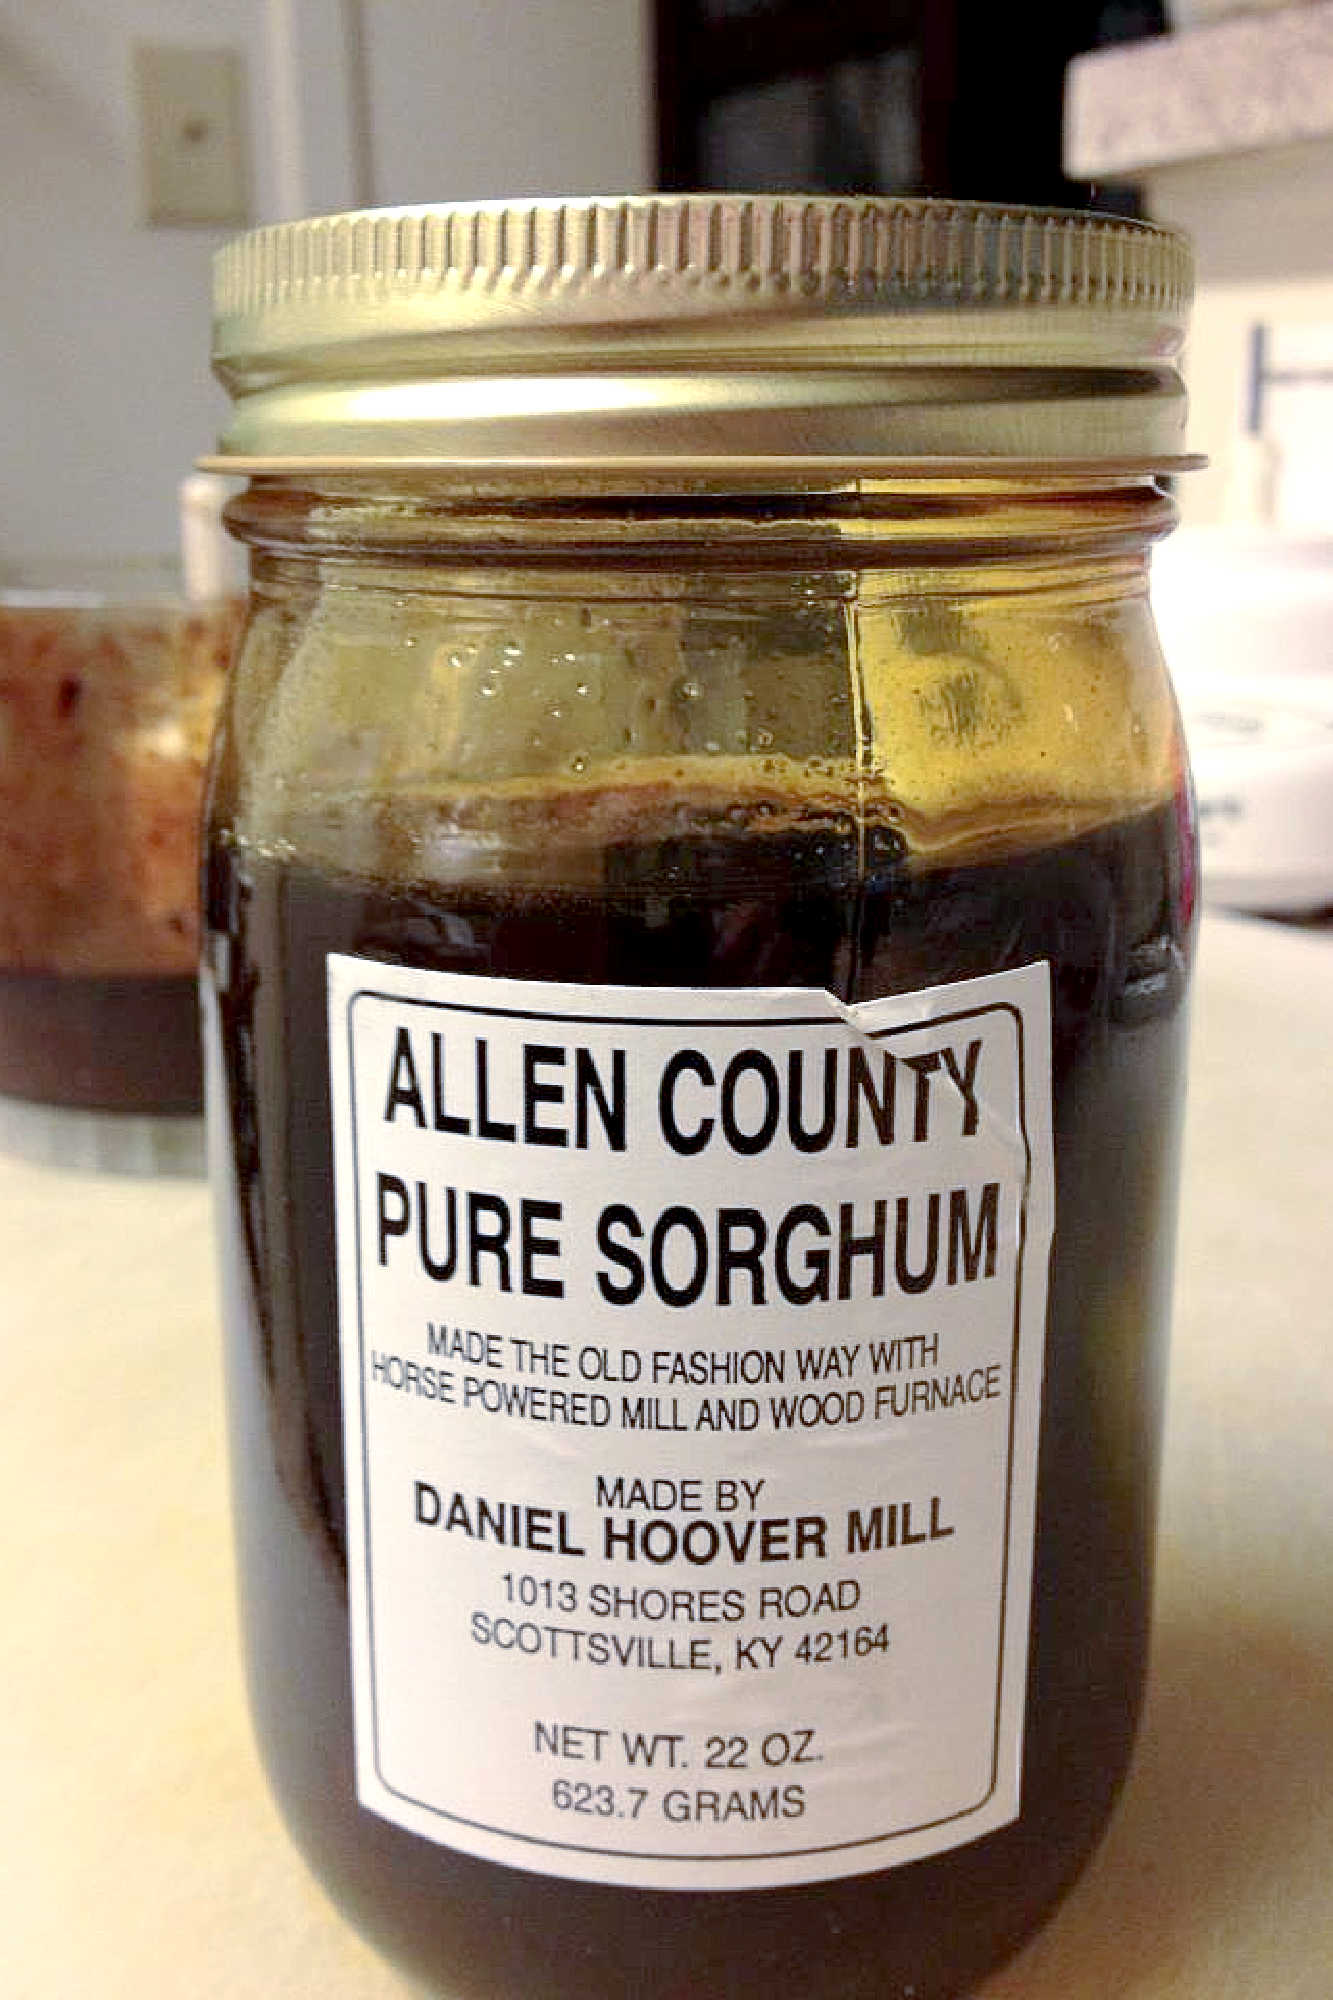 ALLEN COUNTY
PURE SORGHUM
MADE THE OLD FASHION WAY WITH
HORSE POWERED MILL AND WOOD FURNACE
MADE BY
DANIEL HOOVER MILL
1013 SHORES ROAD
SCOTTSVILLE, KY 42164
NET WT. 22 OZ.
623.7 GRAMS